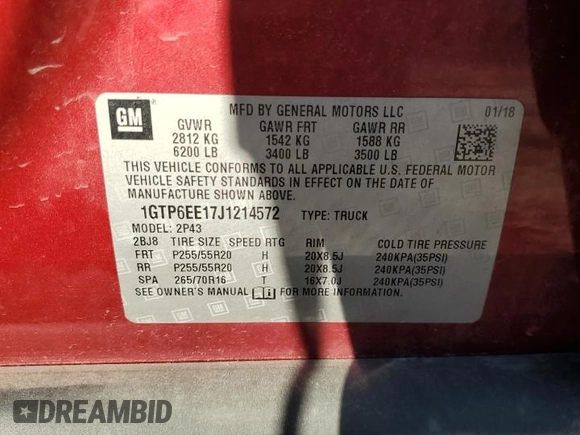 GM
MFD BY GENERAL MOTORS LLC 01/18
GVWR GAWR FRT GAWR RR
2812 KG 1542 KG 1588 KG
6200 LB 3400 LB 3500 LB
THIS VEHICLE CONFORMS TO ALL APPLICABLE U.S. FEDERAL MOTOR
VEHICLE SAFETY STANDARDS IN EFFECT ON THE DATE OF
MANUFACTURE SHOWN ABOVE.
1GTP6EE17J1214572 TYPE: TRUCK
MODEL: 2P43
2BJ8 TIRE SIZE SPEED RTG RIM COLD TIRE PRESSURE
FRT P255/55R20 H 20X8.5J 240KPA(35PSI)
RR P255/55R20 H 20X8.5J 240KPA(35PSI)
SPA 265/70R16 T 16X7.0J 240KPA(35PSI)
SEE OWNER'S MANUAL FOR MORE INFORMATION
DREAMBID